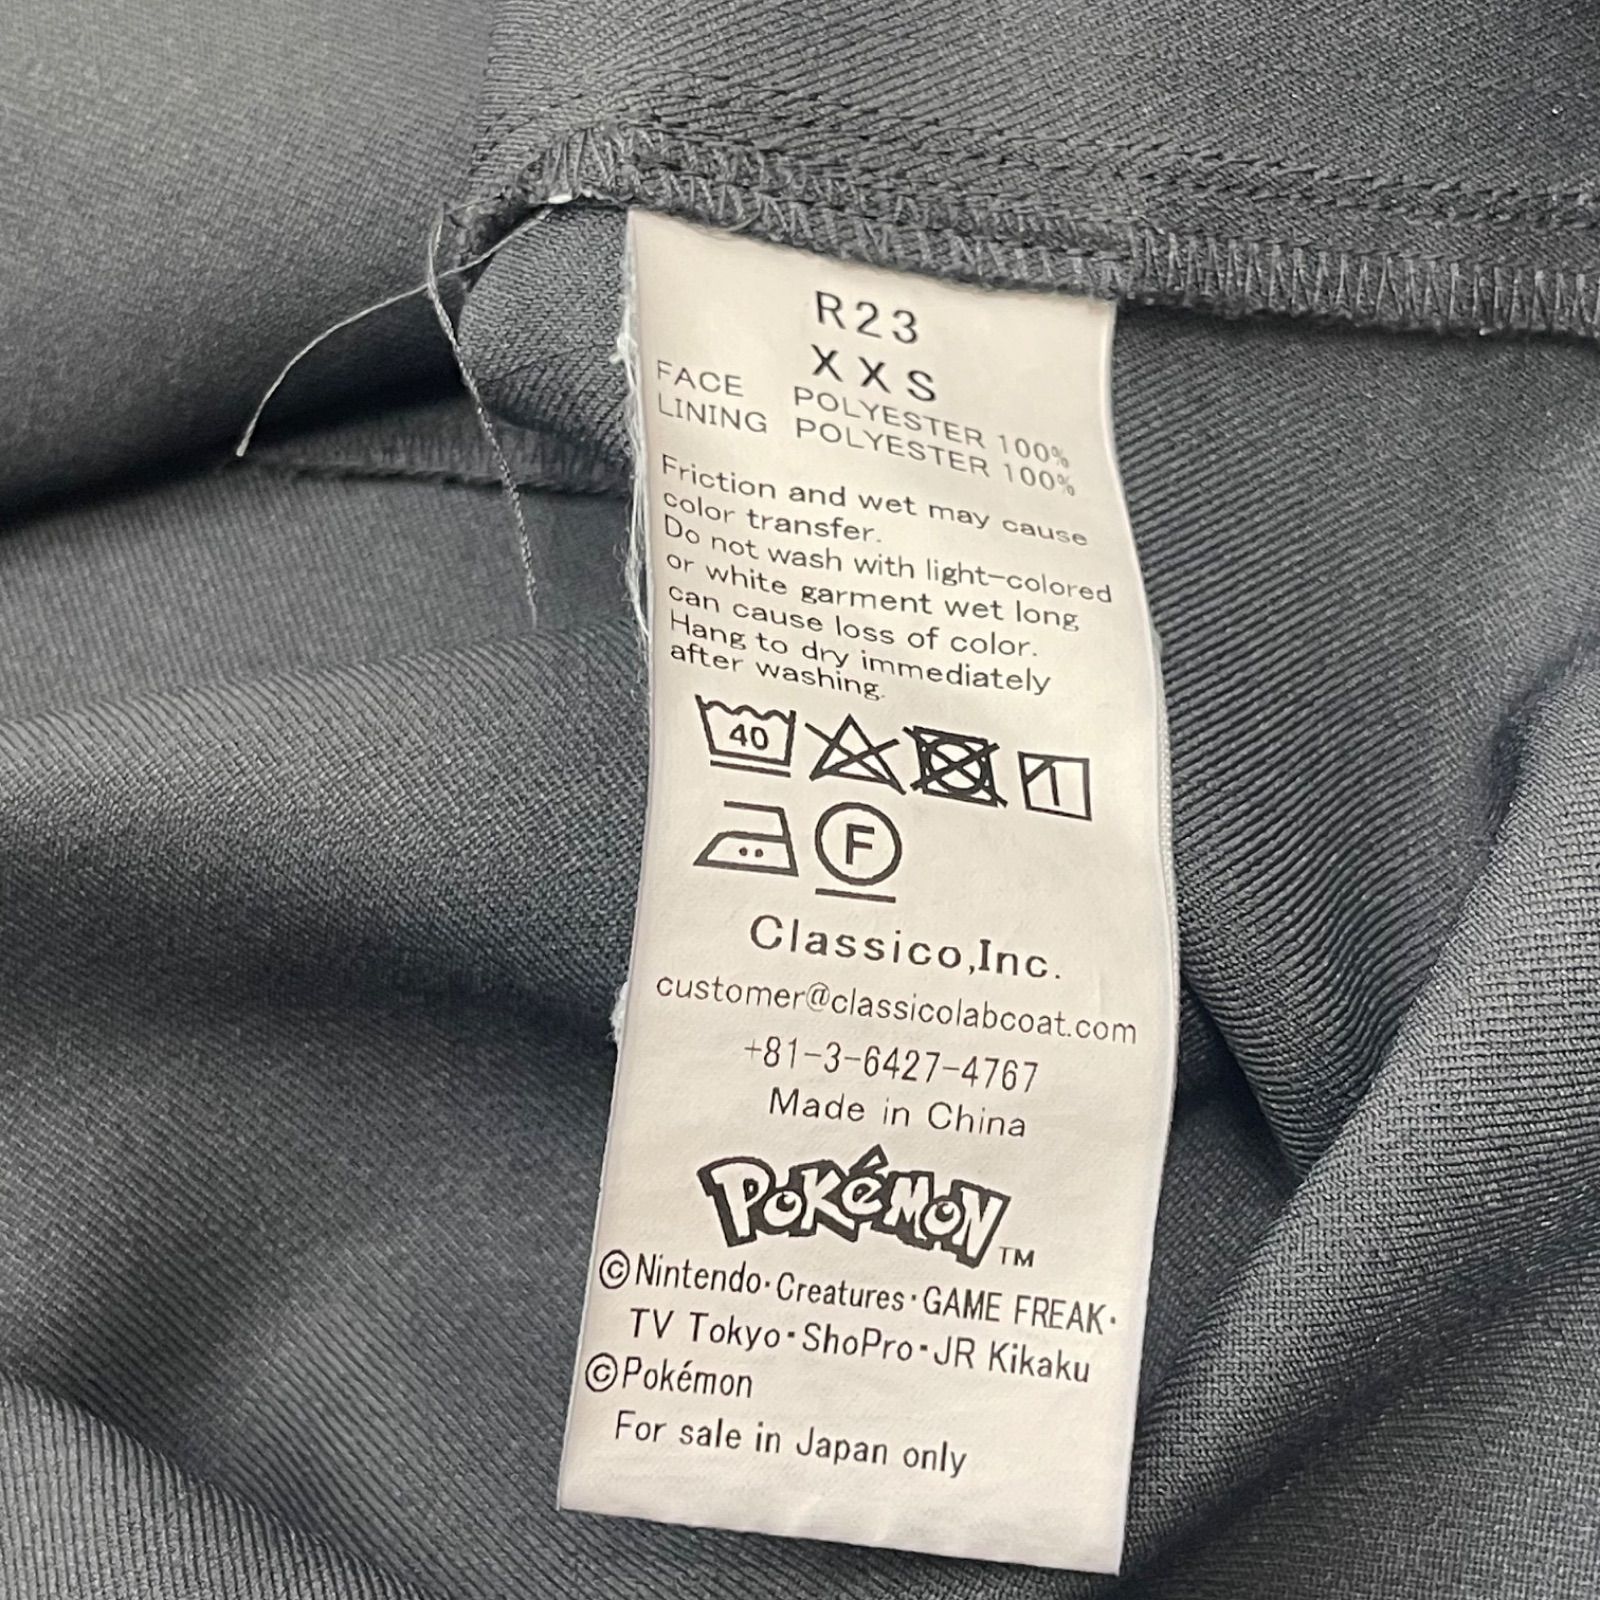 R23
XXS
FACE POLYESTER 100%
LINING POLYESTER 100%
Friction and wet may cause
color transfer.
Do not wash with light-colored
or white garment wet long
can cause loss of color.
Hang to dry immediately
after washing.
40
F
Classico,Inc.
customer@classicolabcoat.com
+81-3-6427-4767
Made in China
POKéMON TM
©Nintendo·Creatures·GAME FREAK·
TV Tokyo·ShoPro·JR Kikaku
©Pokémon
For sale in Japan only